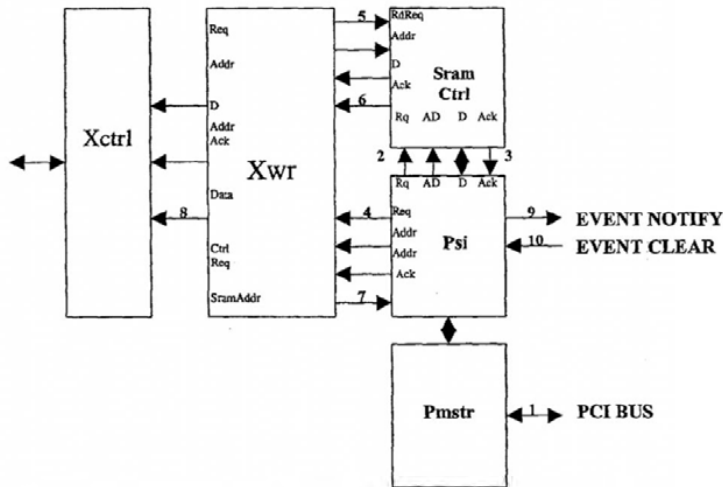 Xctrl
Req
Addr
D
Addr
Ack
Data
8
Ctrl
Req
SramAddr
Xwr
5
6
4
7
RdReq
Addr
D
Ack
Sram
Ctrl
Rq AD D Ack
2 3
Rq AD D Ack
Req
Addr
Addr
Ack
Psi
9 EVENT NOTIFY
10 EVENT CLEAR
Pmstr
1 PCI BUS